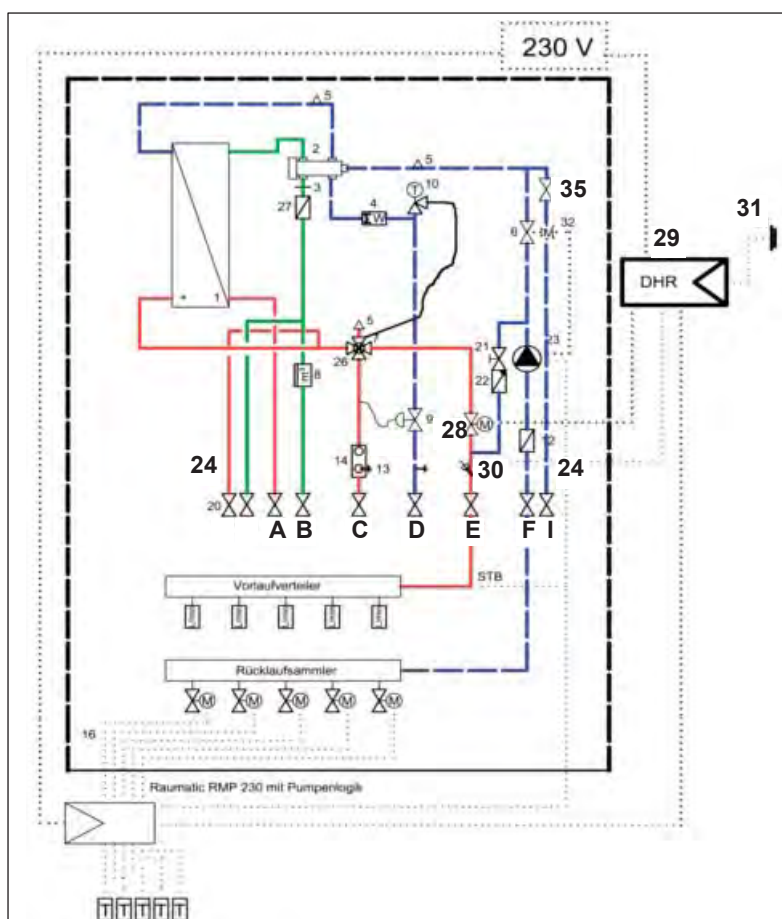 230 V
5
2
5
3
10
T
35
27
4
W
31
6
M
32
29
DHR
+
1
5
21
23
26
22
8
m³
9
28
M
14
13
30
12
24
24
20
A
B
C
D
E
F
I
STB
Vorlaufverteiler
Rücklaufsammler
M
M
M
M
M
16
Raumatic RMP 230 mit Pumpenlogik
T
T
T
T
T